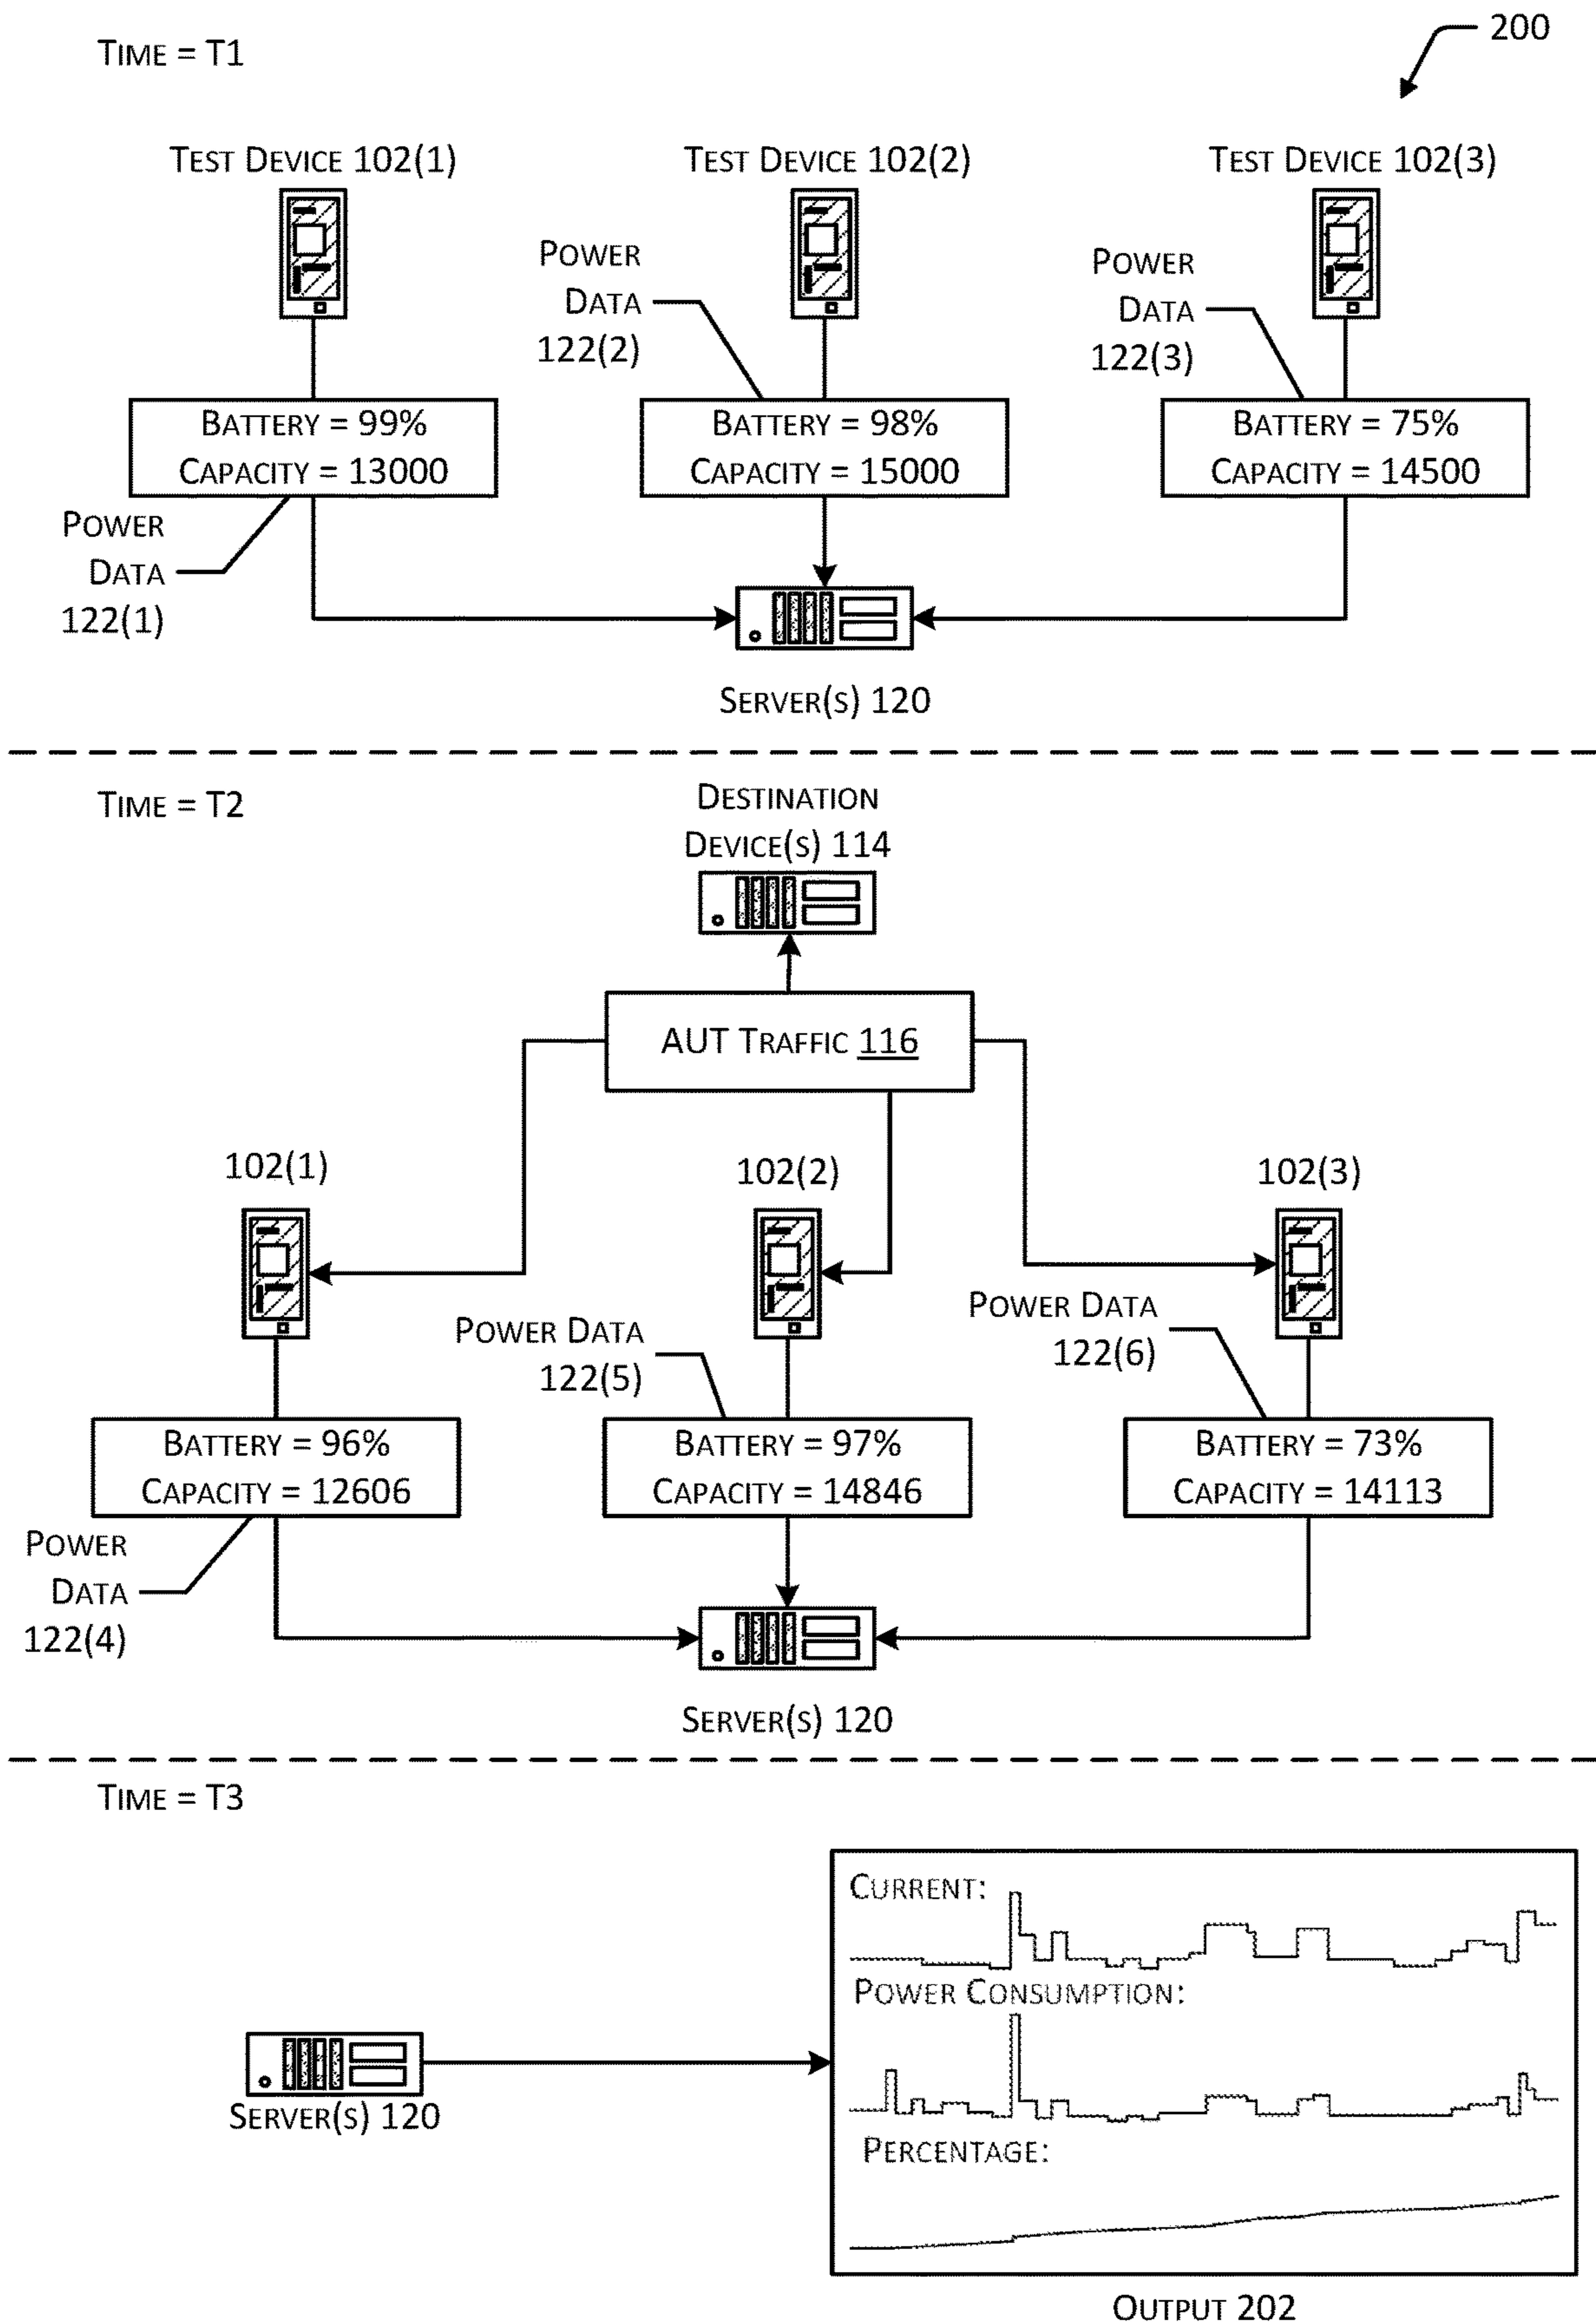 200
TIME = T1
TEST DEVICE 102(1)
TEST DEVICE 102(2)
TEST DEVICE 102(3)
POWER
DATA
122(2)
POWER
DATA
122(3)
BATTERY = 99%
CAPACITY = 13000
BATTERY = 98%
CAPACITY = 15000
BATTERY = 75%
CAPACITY = 14500
POWER
DATA
122(1)
SERVER(S) 120
TIME = T2
DESTINATION
DEVICE(S) 114
AUT TRAFFIC 116
102(1)
102(2)
102(3)
POWER DATA
122(5)
POWER DATA
122(6)
BATTERY = 96%
CAPACITY = 12606
BATTERY = 97%
CAPACITY = 14846
BATTERY = 73%
CAPACITY = 14113
POWER
DATA
122(4)
SERVER(S) 120
TIME = T3
CURRENT:
POWER CONSUMPTION:
PERCENTAGE:
SERVER(S) 120
OUTPUT 202